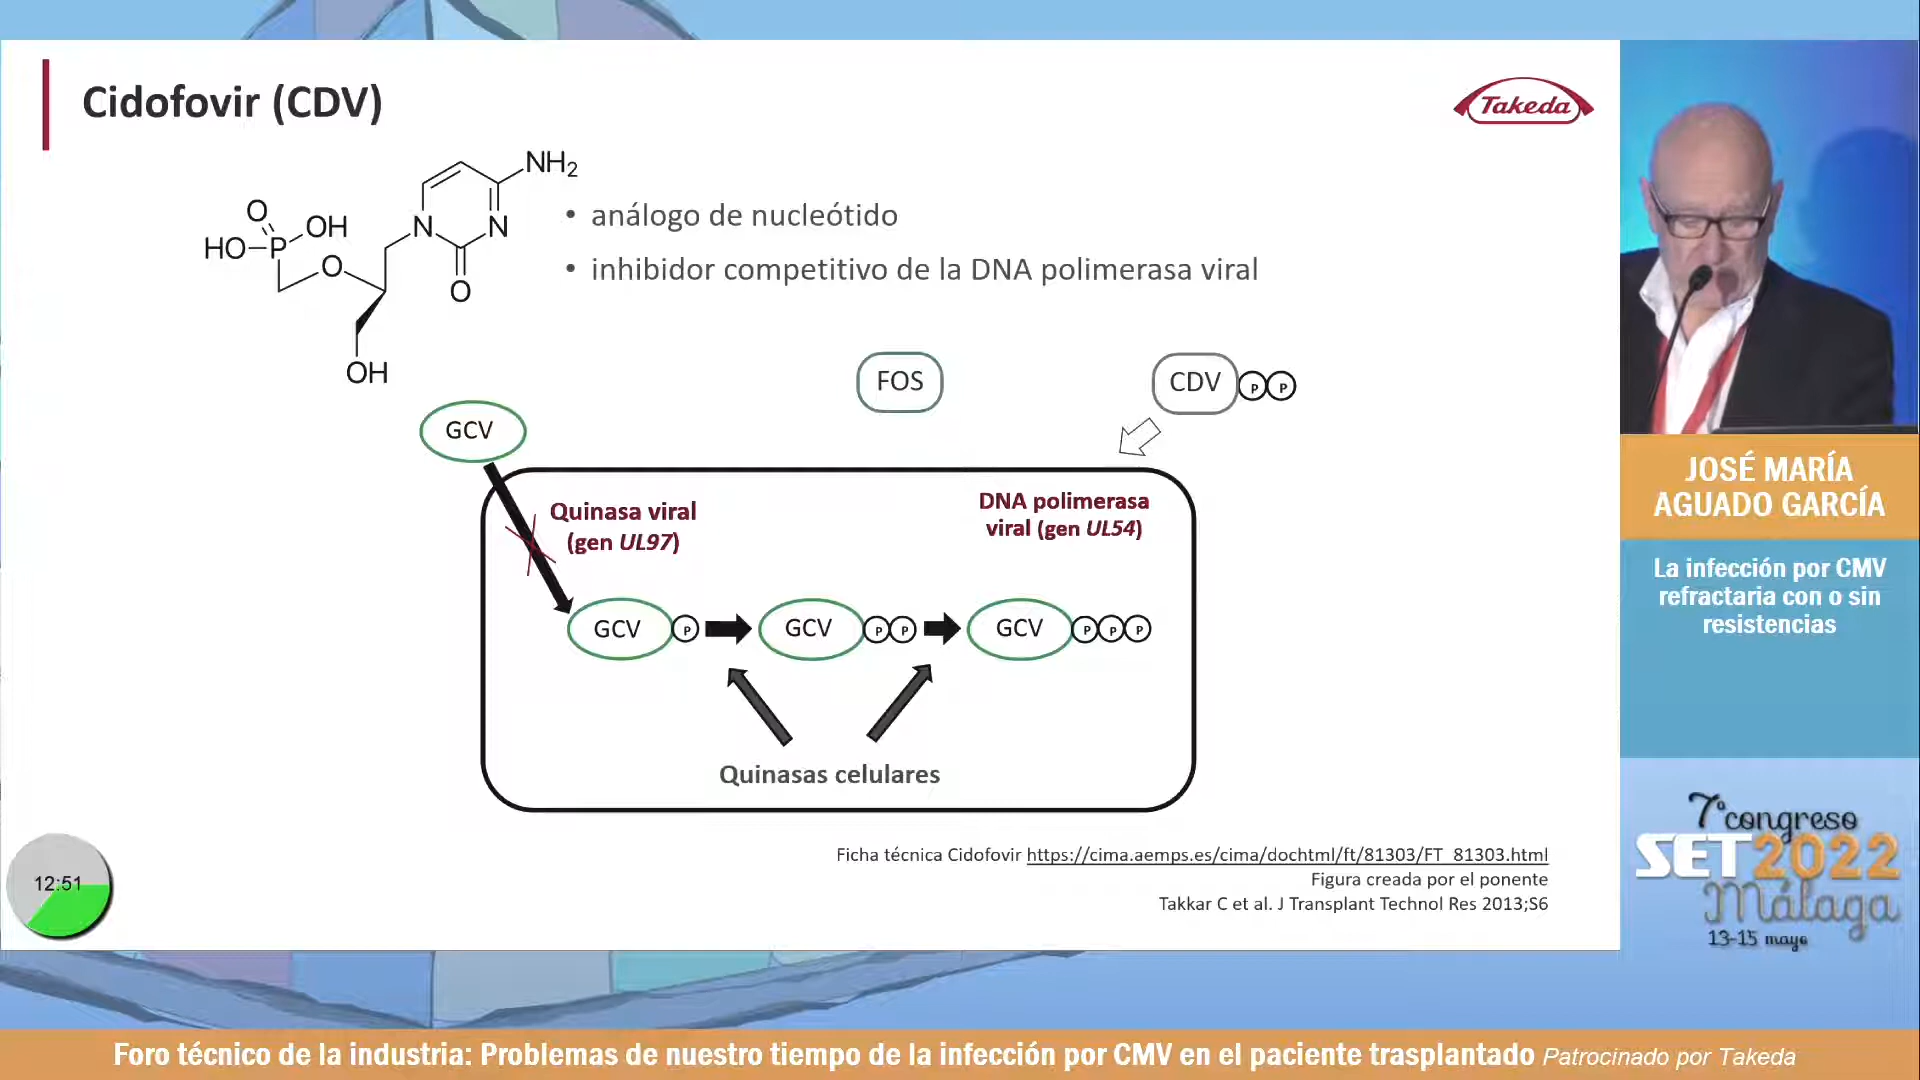 Cidofovir (CDV)
Takeda
NH2
O
OH
HO
P
O
N
N
O
OH
• análogo de nucleótido
• inhibidor competitivo de la DNA polimerasa viral
FOS
CDV
P P
GCV
Quinasa viral
(gen UL97)
DNA polimerasa
viral (gen UL54)
GCV P
GCV P P
GCV P P P
Quinasas celulares
Ficha técnica Cidofovir https://cima.aemps.es/cima/dochtml/ft/81303/FT_81303.html
Figura creada por el ponente
Takkar C et al. J Transplant Technol Res 2013;S6
12:51
JOSÉ MARÍA
AGUADO GARCÍA
La infección por CMV
refractaria con o sin
resistencias
7º congreso
SET2022
Málaga
13-15 mayo
Foro técnico de la industria: Problemas de nuestro tiempo de la infección por CMV en el paciente trasplantado Patrocinado por Takeda